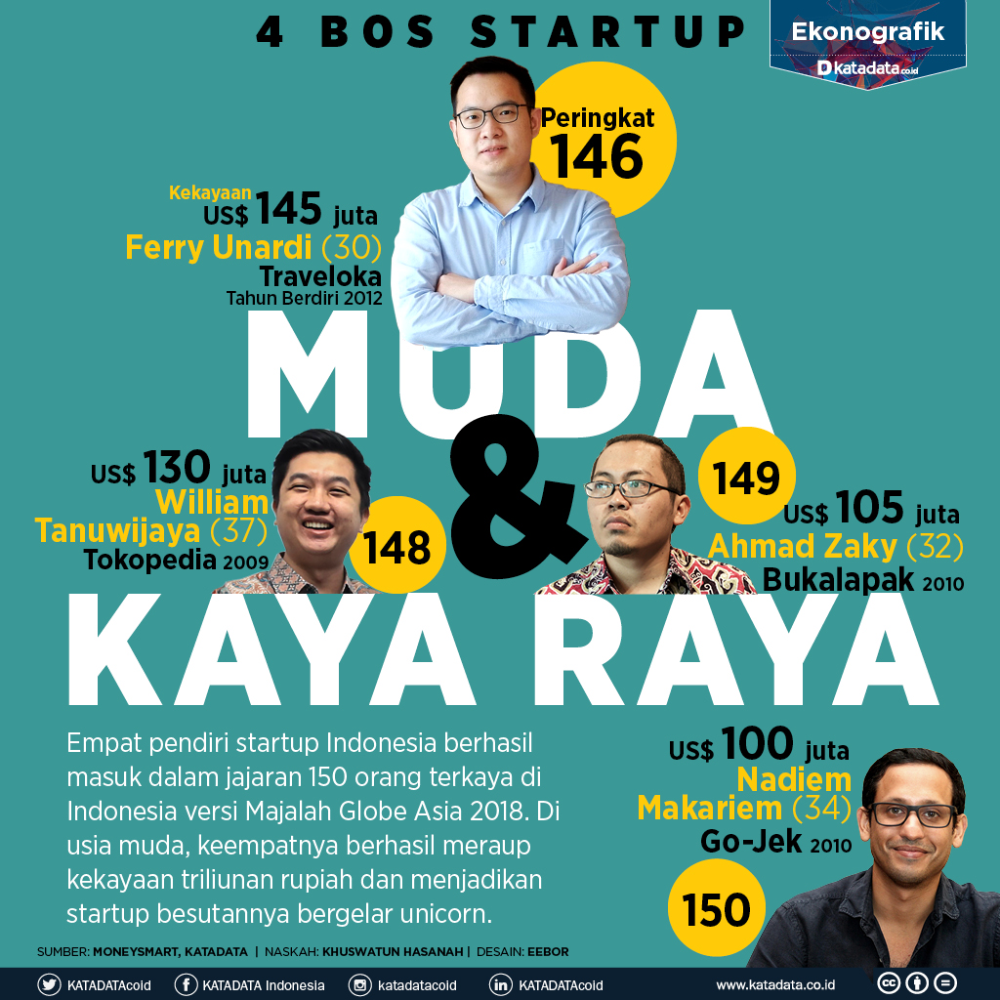 4 BOS STARTUP
Ekonografik
Dkatadata.co.id
Peringkat
146
Kekayaan
US$ 145 juta
Ferry Unardi (30)
Traveloka
Tahun Berdiri 2012
MUDA
&
US$ 130 juta
William
Tanuwijaya (37)
Tokopedia 2009
148
149
US$ 105 juta
Ahmad Zaky (32)
Bukalapak 2010
KAYA RAYA
Empat pendiri startup Indonesia berhasil
masuk dalam jajaran 150 orang terkaya di
Indonesia versi Majalah Globe Asia 2018. Di
usia muda, keempatnya berhasil meraup
kekayaan triliunan rupiah dan menjadikan
startup besutannya bergelar unicorn.
US$ 100 juta
Nadiem
Makariem (34)
Go-Jek 2010
150
SUMBER: MONEYSMART, KATADATA | NASKAH: KHUSWATUN HASANAH | DESAIN: EEBOR
KATADATAcoid KATADATA Indonesia katadatacoid KATADATAcoid www.katadata.co.id